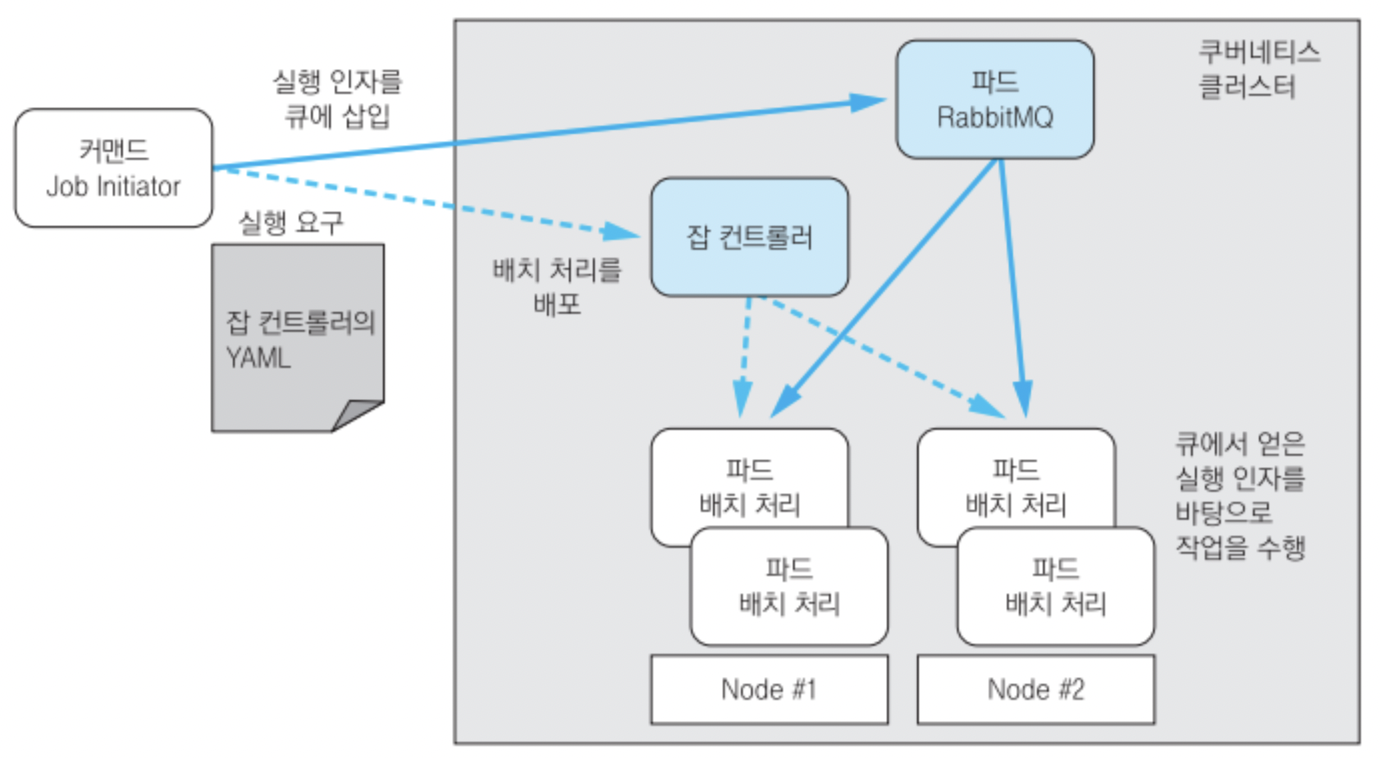 쿠버네티스
클러스터
실행 인자를
큐에 삽입
파드
RabbitMQ
커맨드
Job Initiator
실행 요구
잡 컨트롤러의
YAML
잡 컨트롤러
배치 처리를
배포
파드
배치 처리
파드
배치 처리
파드
배치 처리
파드
배치 처리
큐에서 얻은
실행 인자를
바탕으로
작업을 수행
Node #1
Node #2